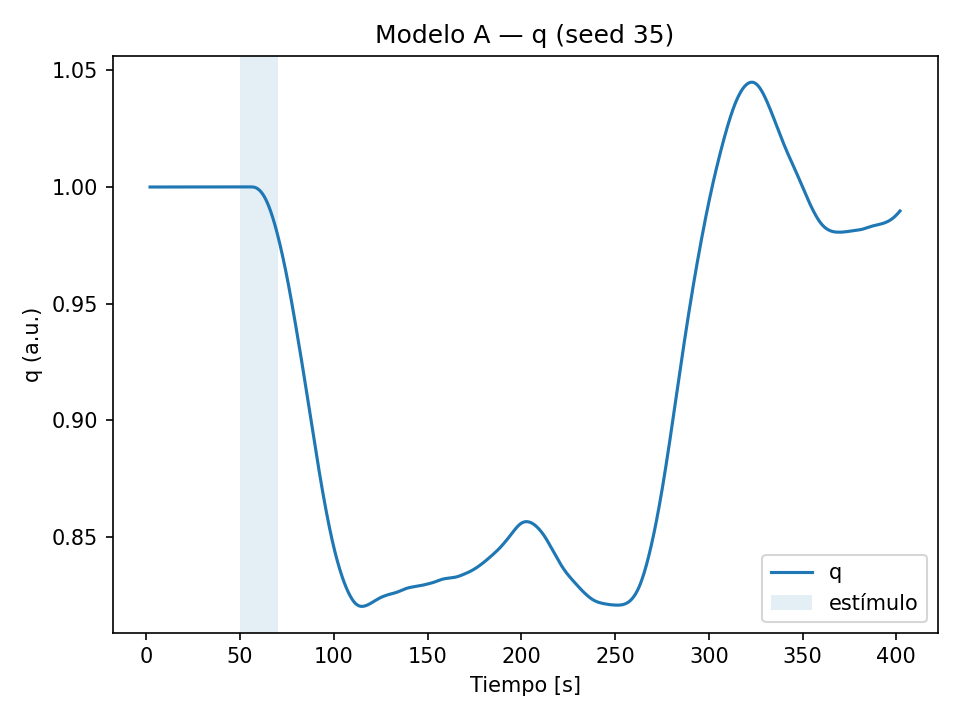 Modelo A — q (seed 35)
1.05
1.00
0.95
0.90
0.85
q (a.u.)
0 50 100 150 200 250 300 350 400
Tiempo [s]
q
estímulo